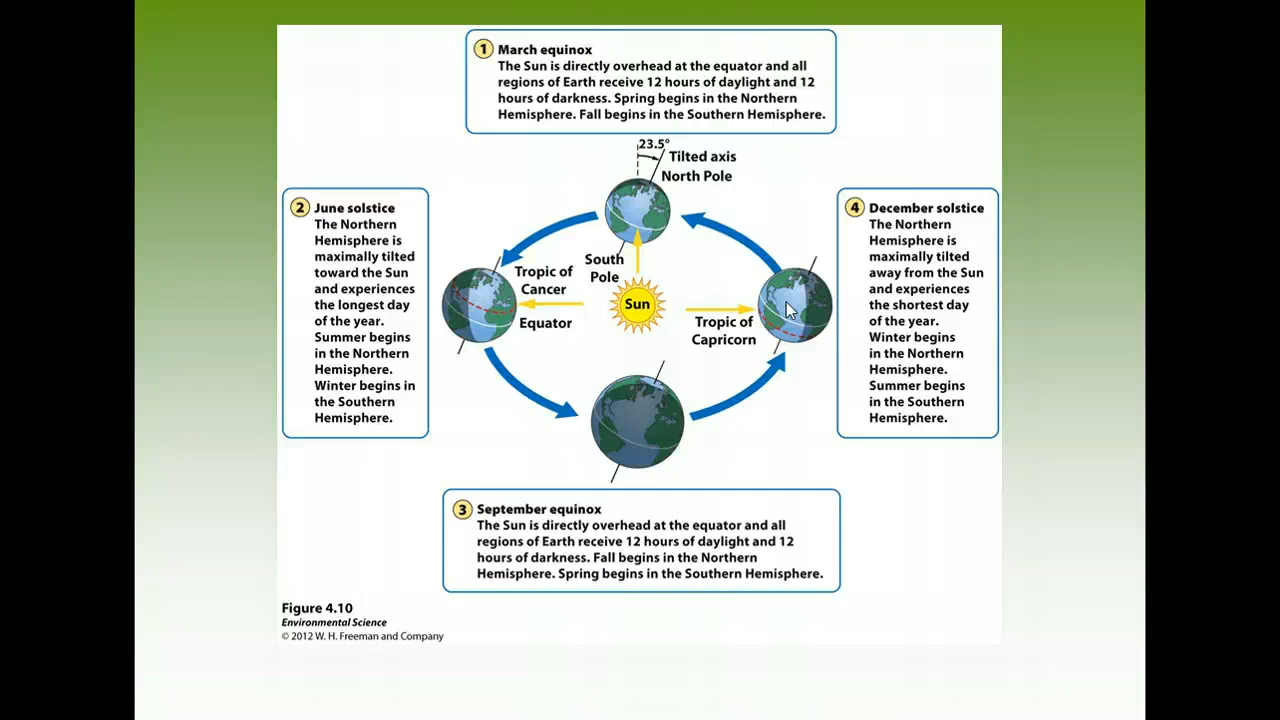 1 March equinox
The Sun is directly overhead at the equator and all
regions of Earth receive 12 hours of daylight and 12
hours of darkness. Spring begins in the Northern
Hemisphere. Fall begins in the Southern Hemisphere.
23.5°
Tilted axis
North Pole
2 June solstice
The Northern
Hemisphere is
maximally tilted
toward the Sun
and experiences
the longest day
of the year.
Summer begins
in the Northern
Hemisphere.
Winter begins in
the Southern
Hemisphere.
South
Pole
Tropic of
Cancer
Equator
Sun
Tropic of
Capricorn
4 December solstice
The Northern
Hemisphere is
maximally tilted
away from the Sun
and experiences
the shortest day
of the year.
Winter begins
in the Northern
Hemisphere.
Summer begins
in the Southern
Hemisphere.
3 September equinox
The Sun is directly overhead at the equator and all
regions of Earth receive 12 hours of daylight and 12
hours of darkness. Fall begins in the Northern
Hemisphere. Spring begins in the Southern Hemisphere.
Figure 4.10
Environmental Science
© 2012 W. H. Freeman and Company